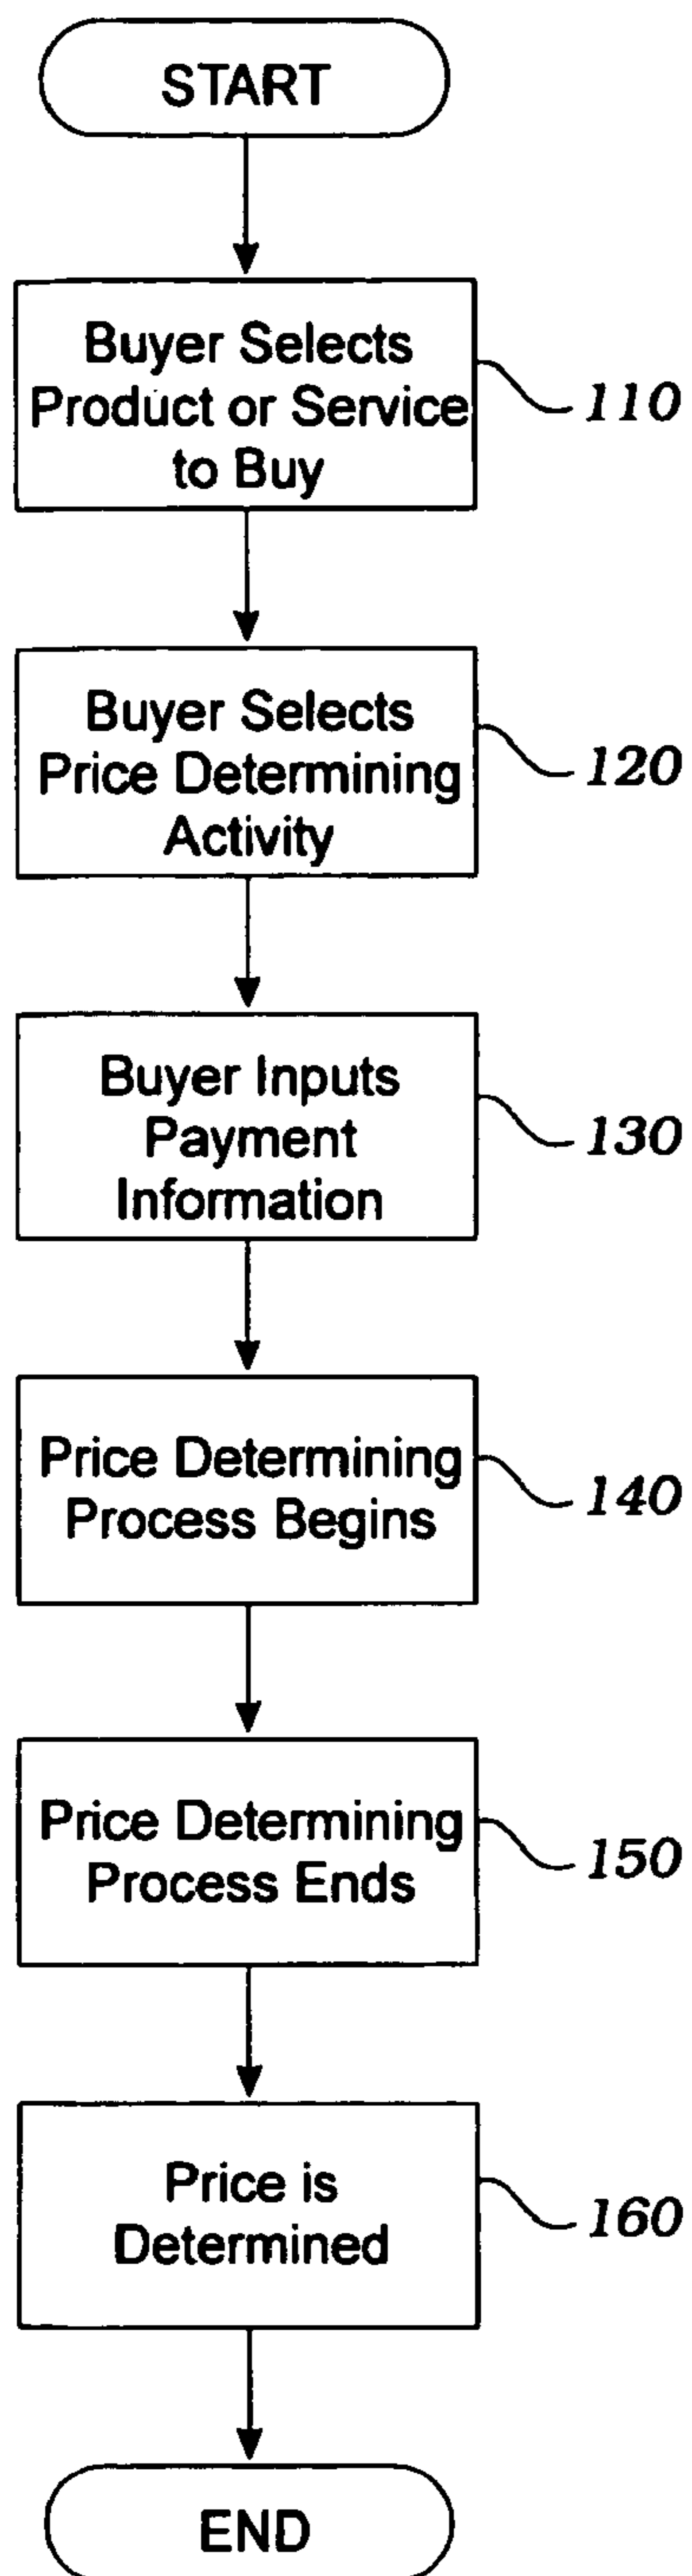 START
Buyer Selects
Product or Service
to Buy
110
Buyer Selects
Price Determining
Activity
120
Buyer Inputs
Payment
Information
130
Price Determining
Process Begins
140
Price Determining
Process Ends
150
Price is
Determined
160
END